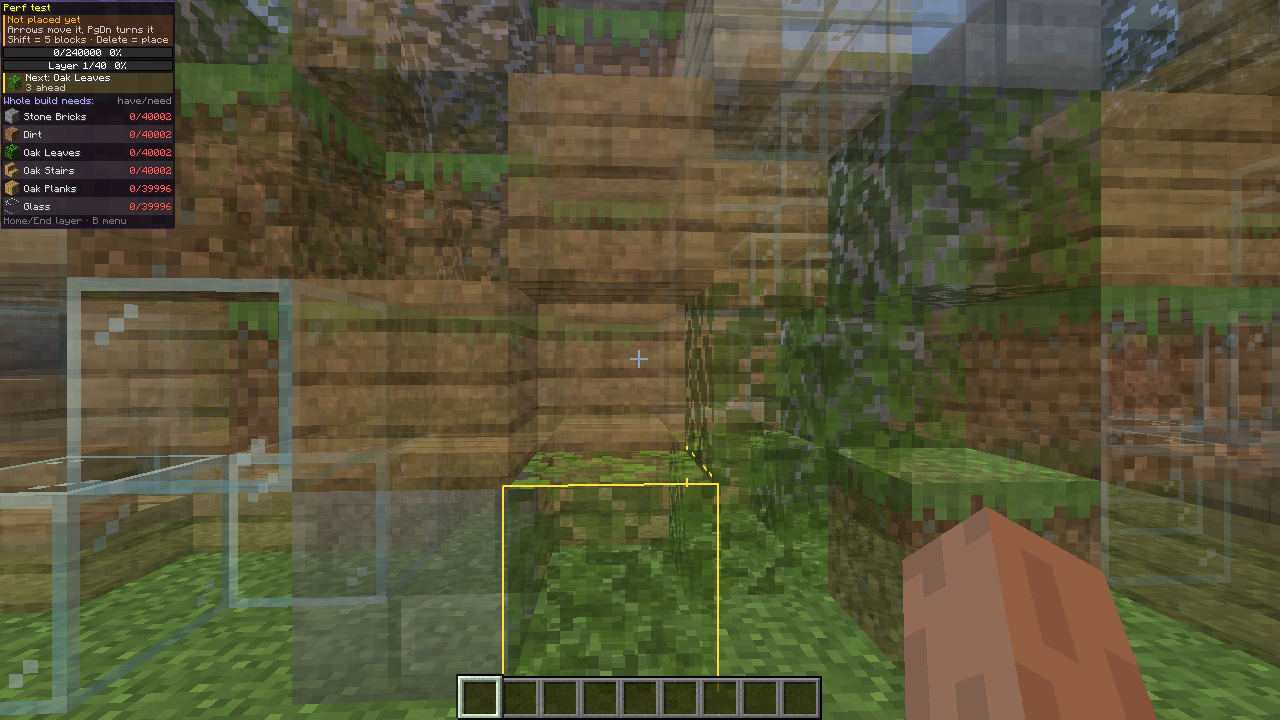 Perf test
Not placed yet
Arrows move it, PgDn turns it
Shift = 5 blocks · Delete = place
0/240000 0%
Layer 1/40 0%
Next: Oak Leaves
3 ahead
Whole build needs: have/need
Stone Bricks 0/40002
Dirt 0/40002
Oak Leaves 0/40002
Oak Stairs 0/40002
Oak Planks 0/39996
Glass 0/39996
Home/End layer · B menu